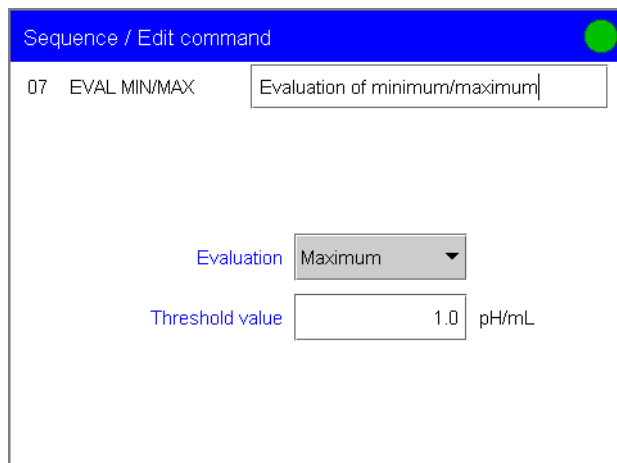 Sequence / Edit command
07 EVAL MIN/MAX Evaluation of minimum/maximum
Evaluation Maximum
Threshold value 1.0 pH/mL